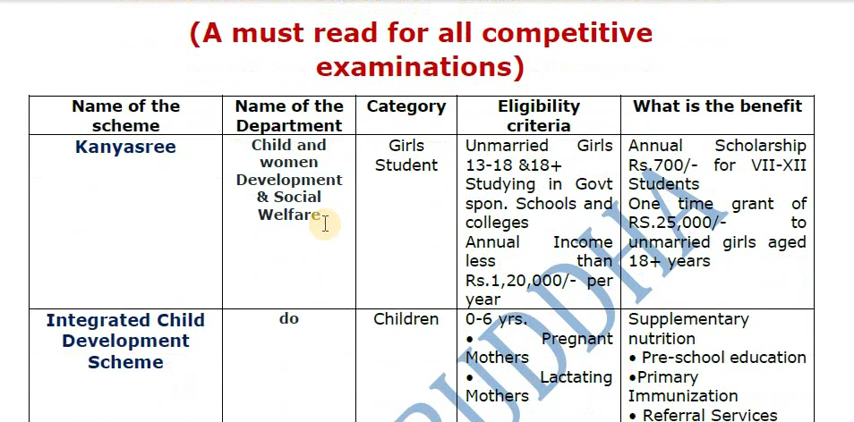 (A must read for all competitive
examinations)
Name of the
scheme
Name of the
Department
Category
Eligibility
criteria
What is the benefit
Kanyasree
Child and
women
Development
& Social
Welfare
Girls
Student
Unmarried Girls
13-18 &18+
Studying in Govt
spon. Schools and
colleges
Annual Income
less than
Rs.1,20,000/- per
year
Annual Scholarship
Rs.700/- for VII-XII
Students
One time grant of
RS.25,000/- to
unmarried girls aged
18+ years
Integrated Child
Development
Scheme
do
Children
0-6 yrs.
• Pregnant
Mothers
• Lactating
Mothers
Supplementary
nutrition
• Pre-school education
•Primary
Immunization
• Referral Services
BUDDHA